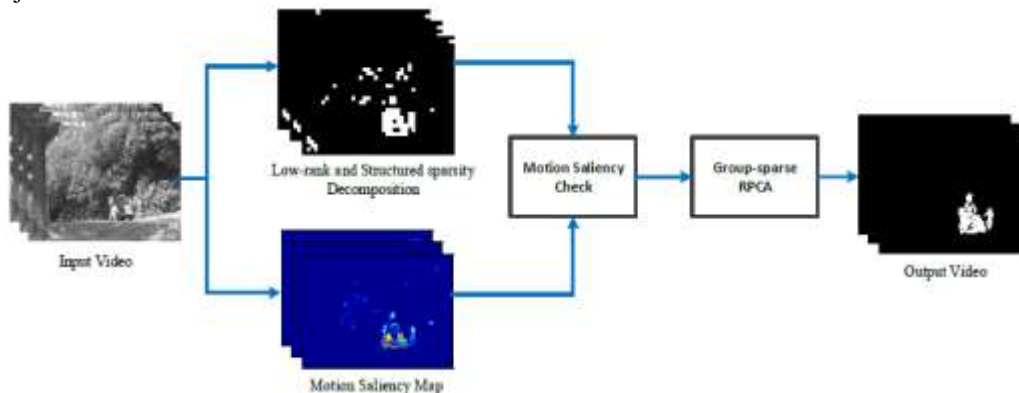 Input Video
Low-rank and Structured sparsity
Decomposition
Motion Saliency Map
Motion Saliency
Check
Group-sparse
RPCA
Output Video